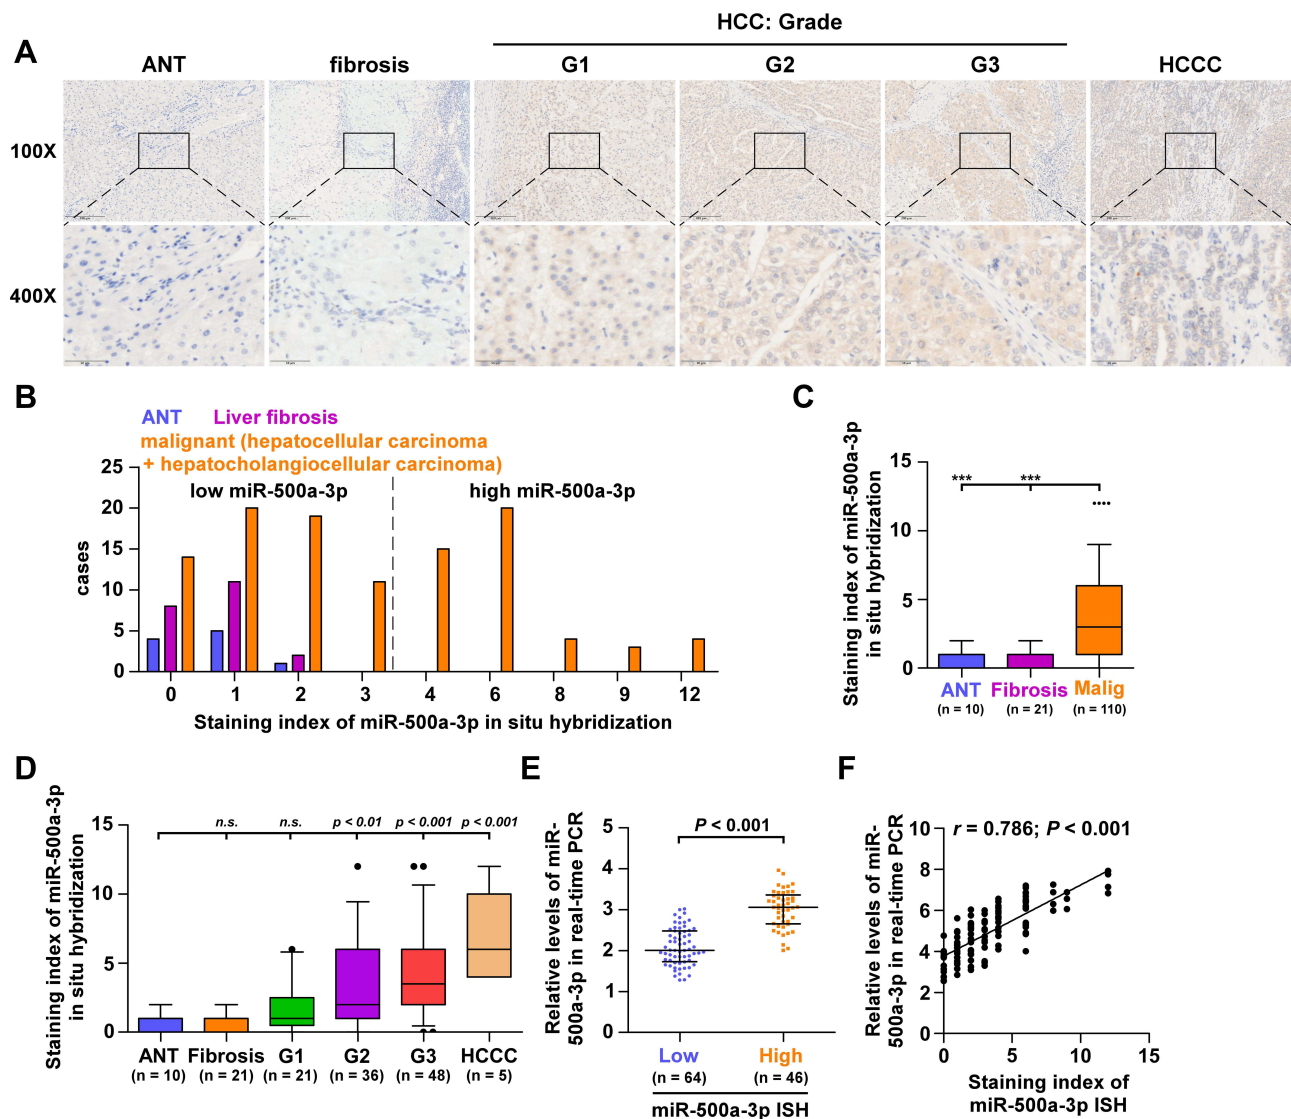 HCC: Grade
A
ANT fibrosis G1 G2 G3 HCCC
100X
400X
B
ANT Liver fibrosis
malignant (hepatocellular carcinoma
+ hepatocholangiocellular carcinoma)
low miR-500a-3p high miR-500a-3p
cases
25
20
15
10
5
0
0 1 2 3 4 6 8 9 12
Staining index of miR-500a-3p in situ hybridization
C
Staining index of miR-500a-3p
in situ hybridization
15
10
5
0
*** ***
ANT Fibrosis Malig
(n = 10) (n = 21) (n = 110)
D
Staining index of miR-500a-3p
in situ hybridization
15
10
5
0
n.s. n.s. p < 0.01 p < 0.001 p < 0.001
ANT Fibrosis G1 G2 G3 HCCC
(n = 10) (n = 21) (n = 21) (n = 36) (n = 48) (n = 5)
E
Relative levels of miR-
500a-3p in real-time PCR
5
4
3
2
1
0
P < 0.001
Low High
(n = 64) (n = 46)
miR-500a-3p ISH
F
Relative levels of miR-
500a-3p in real-time PCR
10
8
6
4
2
0
r = 0.786; P < 0.001
0 5 10 15
Staining index of
miR-500a-3p ISH